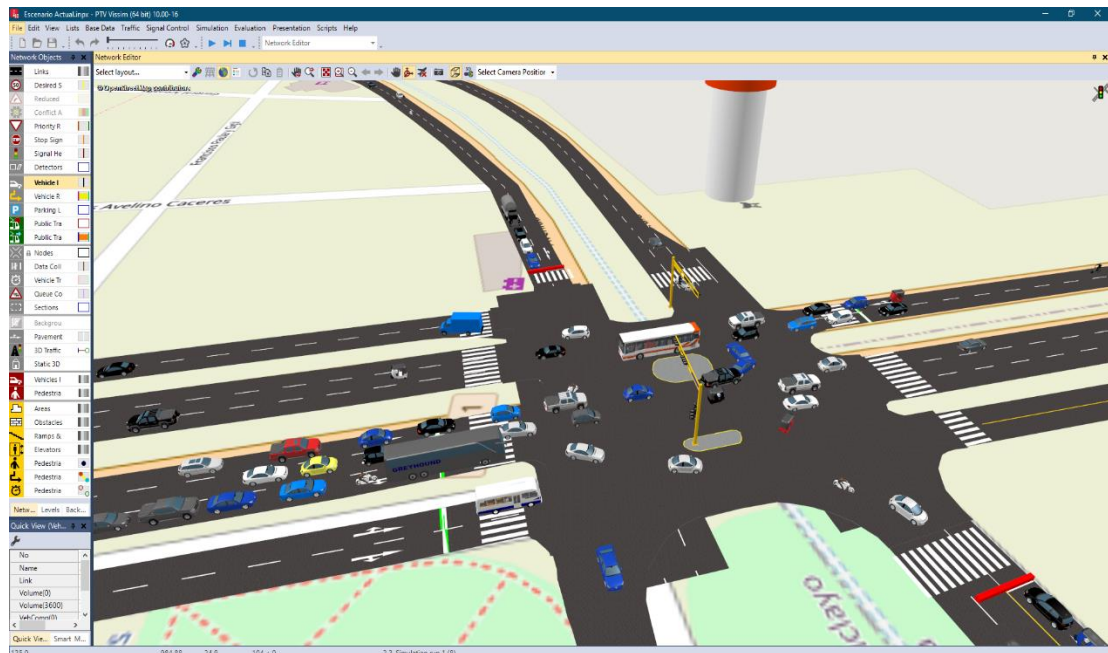 Escenario Actual.inpx - PTV Vissim (64 bit) 10.00-16
File Edit View Lists Base Data Traffic Signal Control Simulation Evaluation Presentation Scripts Help
Network Editor
Network Objects
Network Editor
Select layout...
Select Camera Position
Links
Desired S
Reduced
Conflict A
Priority R
Stop Sign
Signal He
Detectors
Vehicle I
Vehicle R
Parking L
Public Tra
Public Tra
Nodes
Data Coll
Vehicle Tr
Queue Co
Sections
Backgrou
Pavement
3D Traffic
Static 3D
Vehicles I
Pedestria
Areas
Obstacles
Ramps &
Elevators
Pedestria
Pedestria
Pedestria
Netw... Levels Back...
Quick View (Veh...
No
Name
Link
Volume(0)
Volume(3600)
VehComp(0)
Quick Vie... Smart M...
Avelino Caceres
GREYHOUND
clayo